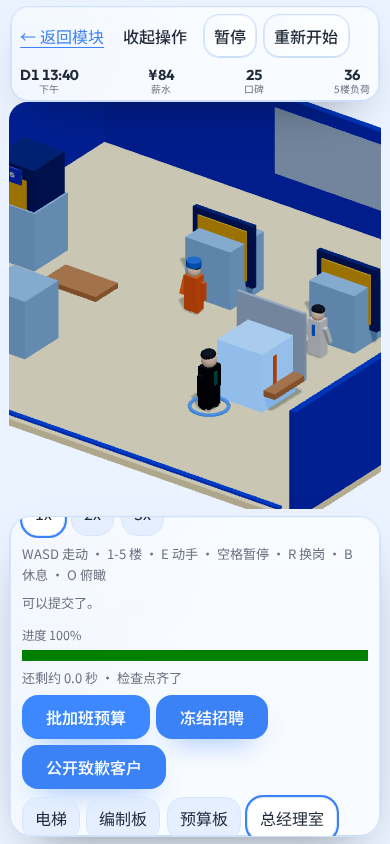 ← 返回模块 收起操作 暂停 重新开始
D1 13:40 ¥84 25 36
下午 薪水 口碑 5楼负荷
1x 2x 3x
WASD 走动 · 1-5 楼 · E 动手 · 空格暂停 · R 换岗 · B
休息 · O 俯瞰
可以提交了。
进度 100%
还剩约 0.0 秒 · 检查点齐了
批加班预算 冻结招聘
公开致歉客户
电梯 编制板 预算板 总经理室